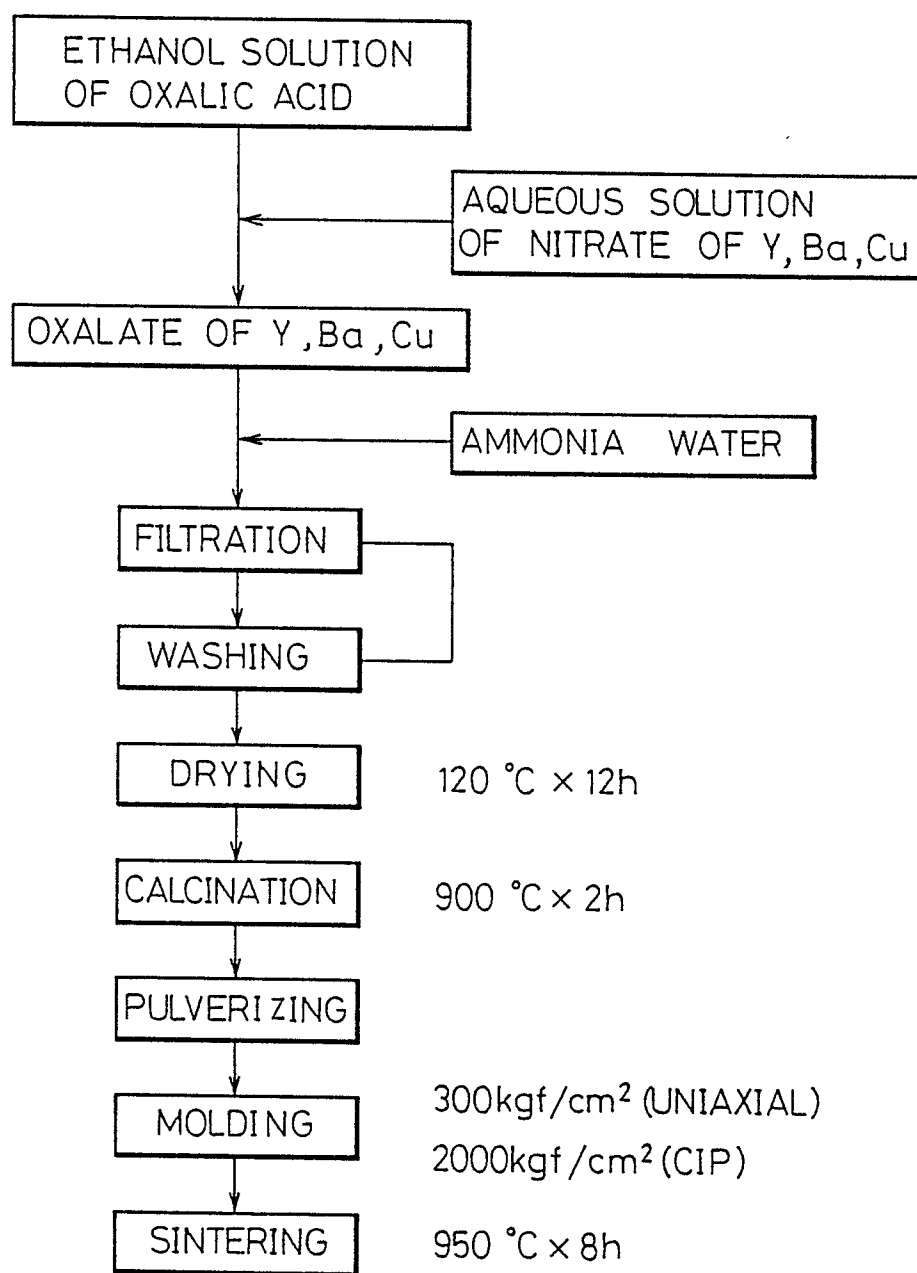 ETHANOL SOLUTION
OF OXALIC ACID
AQUEOUS SOLUTION
OF NITRATE OF Y, Ba, Cu
OXALATE OF Y, Ba, Cu
AMMONIA WATER
FILTRATION
WASHING
DRYING 120 °C × 12h
CALCINATION 900 °C × 2h
PULVERIZING
MOLDING
300kgf/cm² (UNIAXIAL)
2000kgf/cm² (CIP)
SINTERING 950 °C × 8h